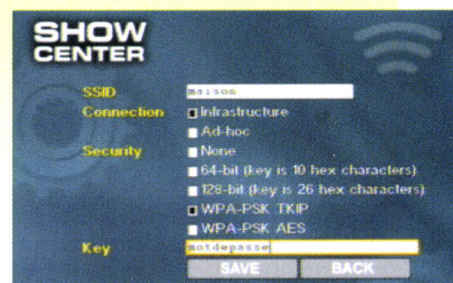 SHOW
CENTER
SSID maison
Connection Infrastructure
Ad-hoc
Security None
64-bit (key is 10 hex characters)
128-bit (key is 26 hex characters)
WPA-PSK TKIP
WPA-PSK AES
Key motdepasse
SAVE BACK